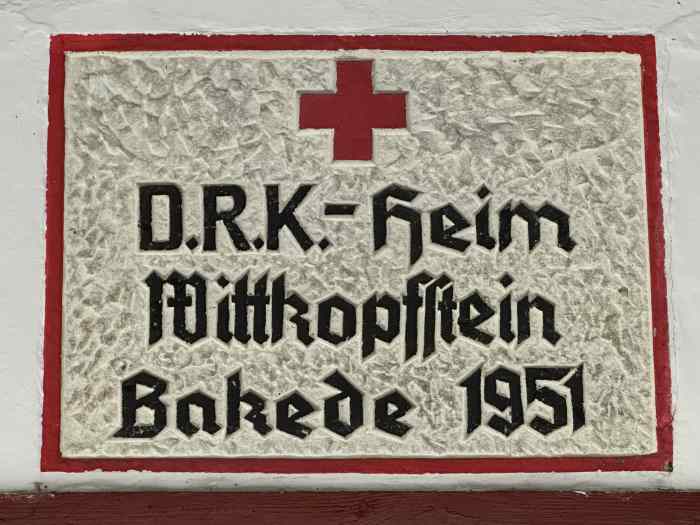 D.R.K.-Heim
Wittkopfstein
Bakede 1951